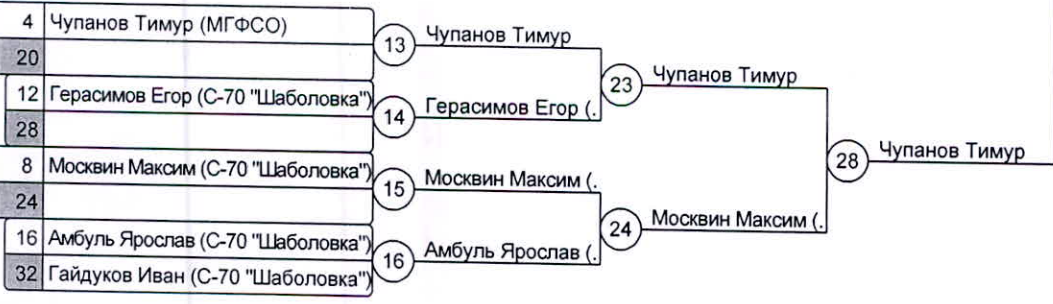 4 Чупанов Тимур (МГФСО)
20
12 Герасимов Егор (С-70 "Шаболовка")
28
8 Москвин Максим (С-70 "Шаболовка")
24
16 Амбуль Ярослав (С-70 "Шаболовка")
32 Гайдуков Иван (С-70 "Шаболовка")
13 Чупанов Тимур
14 Герасимов Егор (.
15 Москвин Максим (.
16 Амбуль Ярослав (.
23 Чупанов Тимур
24 Москвин Максим (.
28 Чупанов Тимур